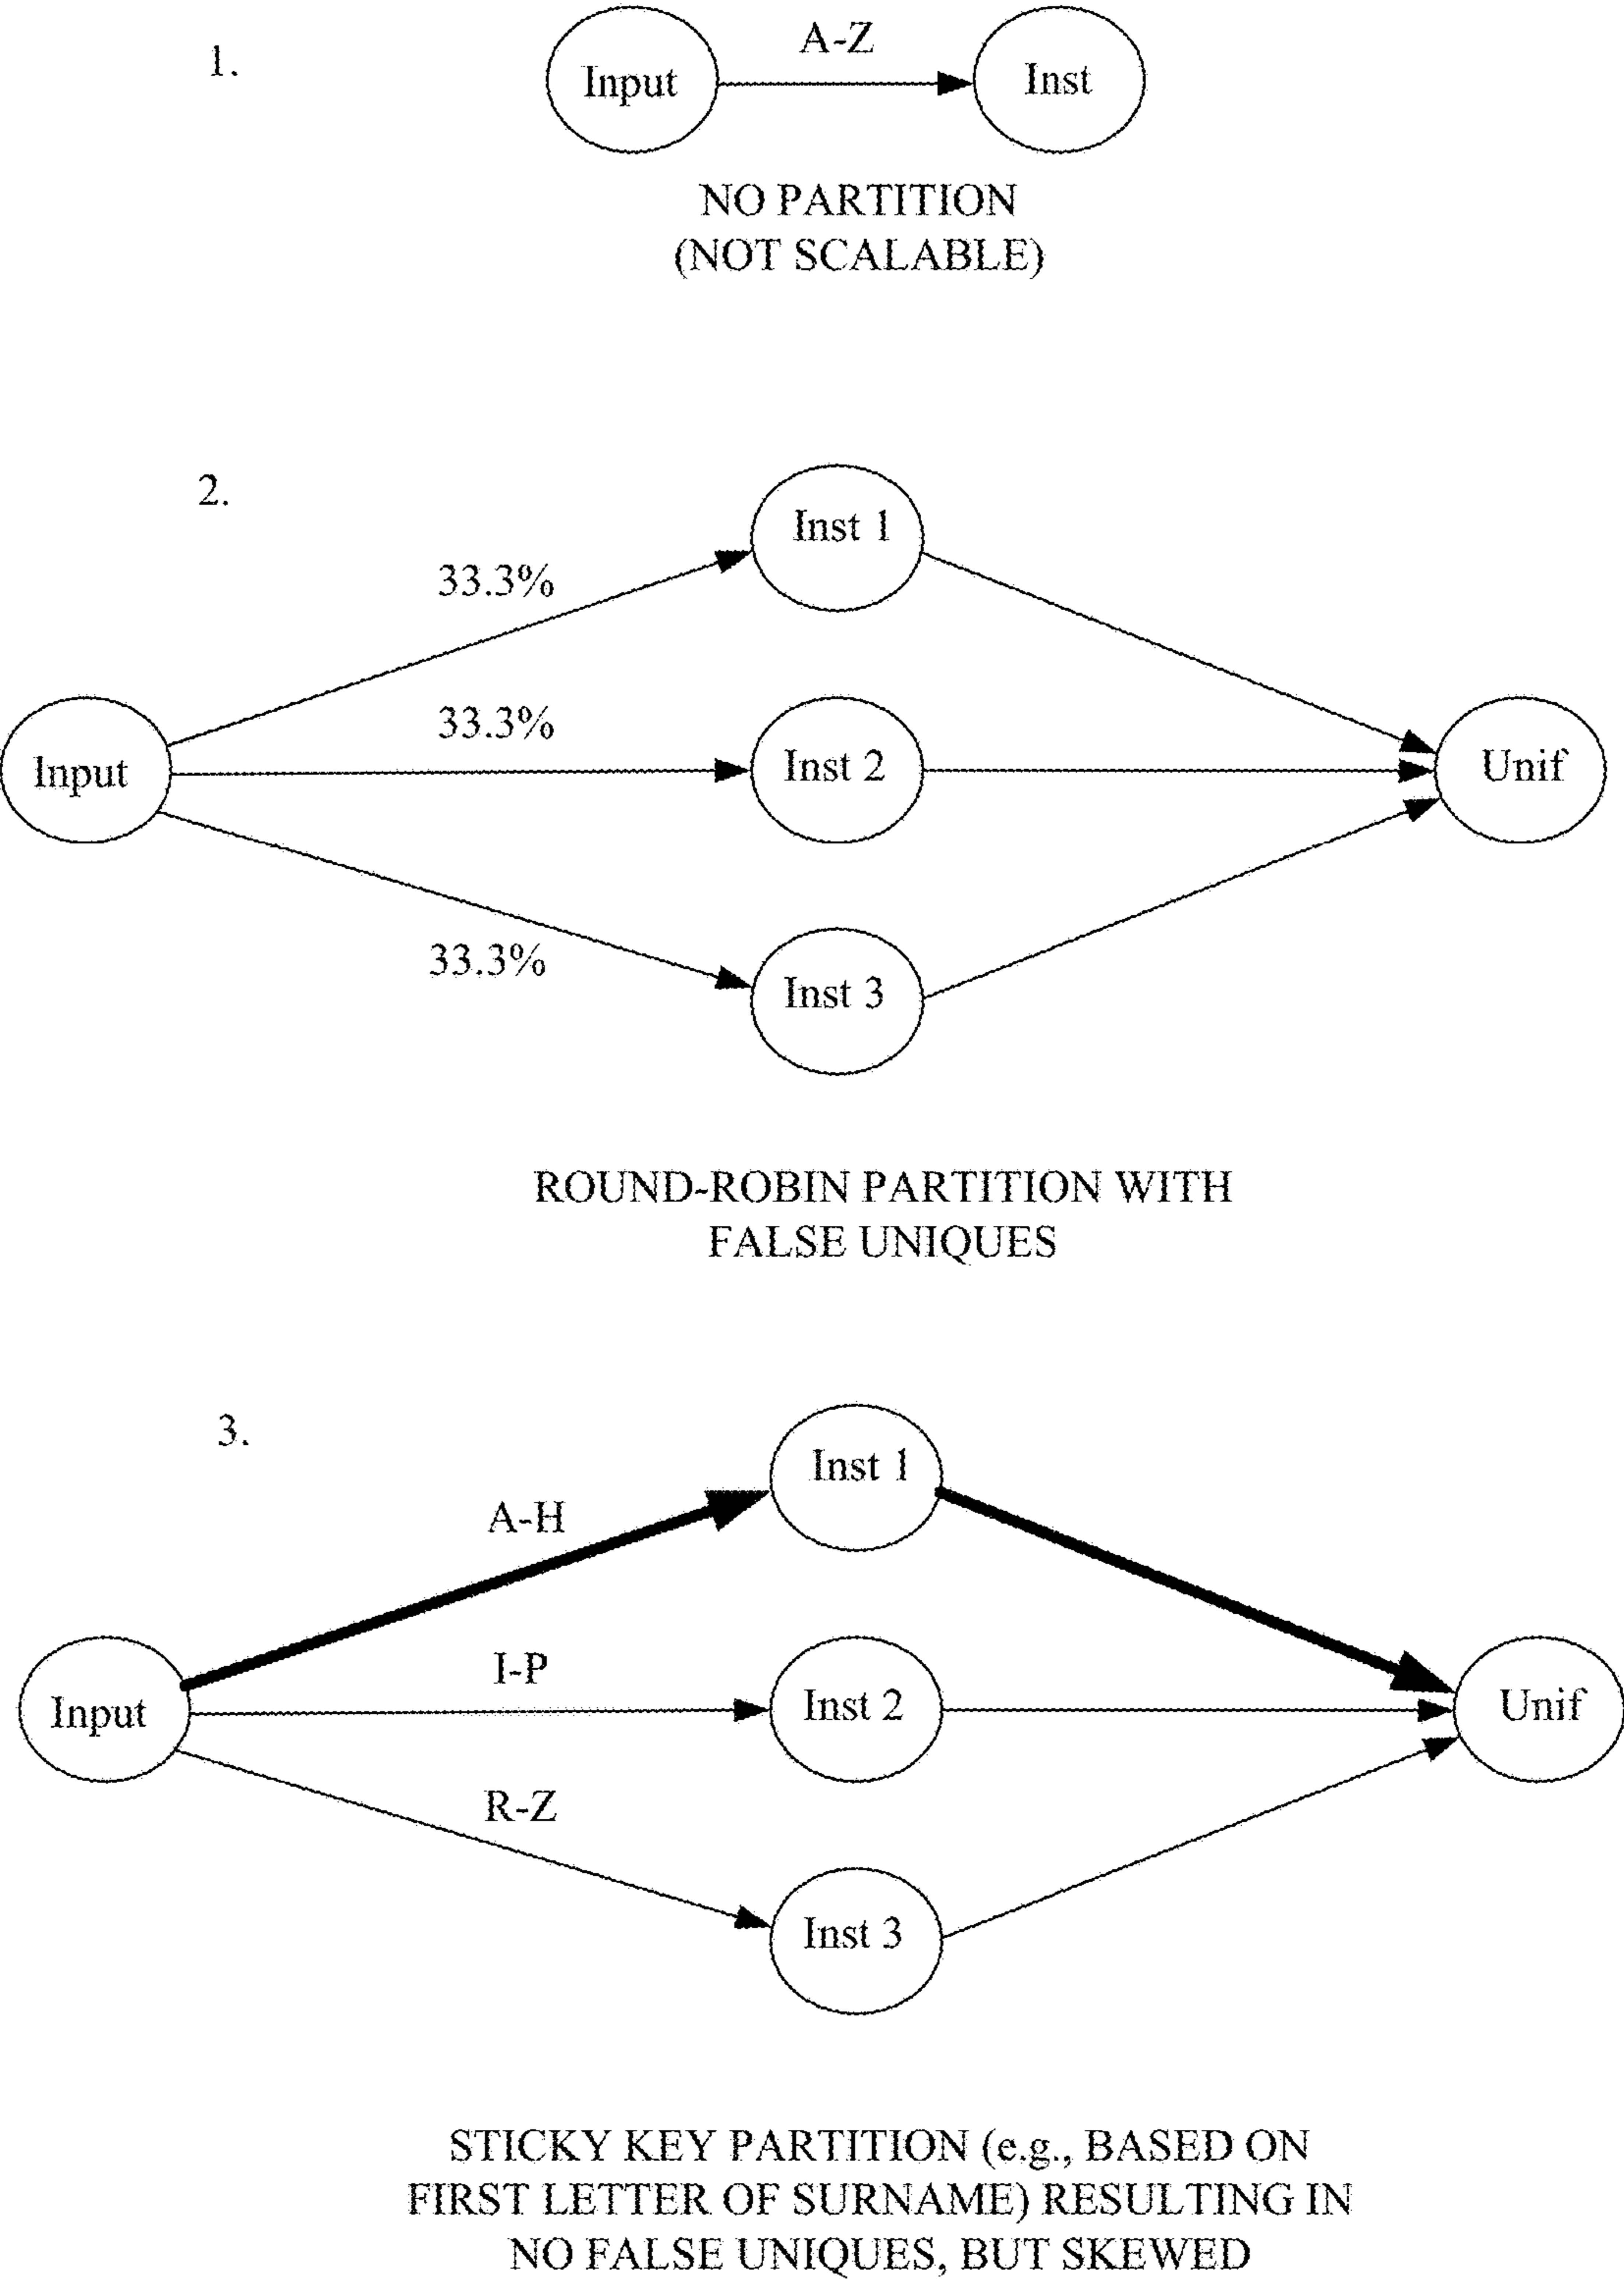 1.
A-Z
Input
Inst
NO PARTITION
(NOT SCALABLE)
2.
Inst 1
33.3%
33.3%
Input
Inst 2
Unif
33.3%
Inst 3
ROUND-ROBIN PARTITION WITH
FALSE UNIQUES
3.
Inst 1
A-H
I-P
Input
Inst 2
Unif
R-Z
Inst 3
STICKY KEY PARTITION (e.g., BASED ON
FIRST LETTER OF SURNAME) RESULTING IN
NO FALSE UNIQUES, BUT SKEWED